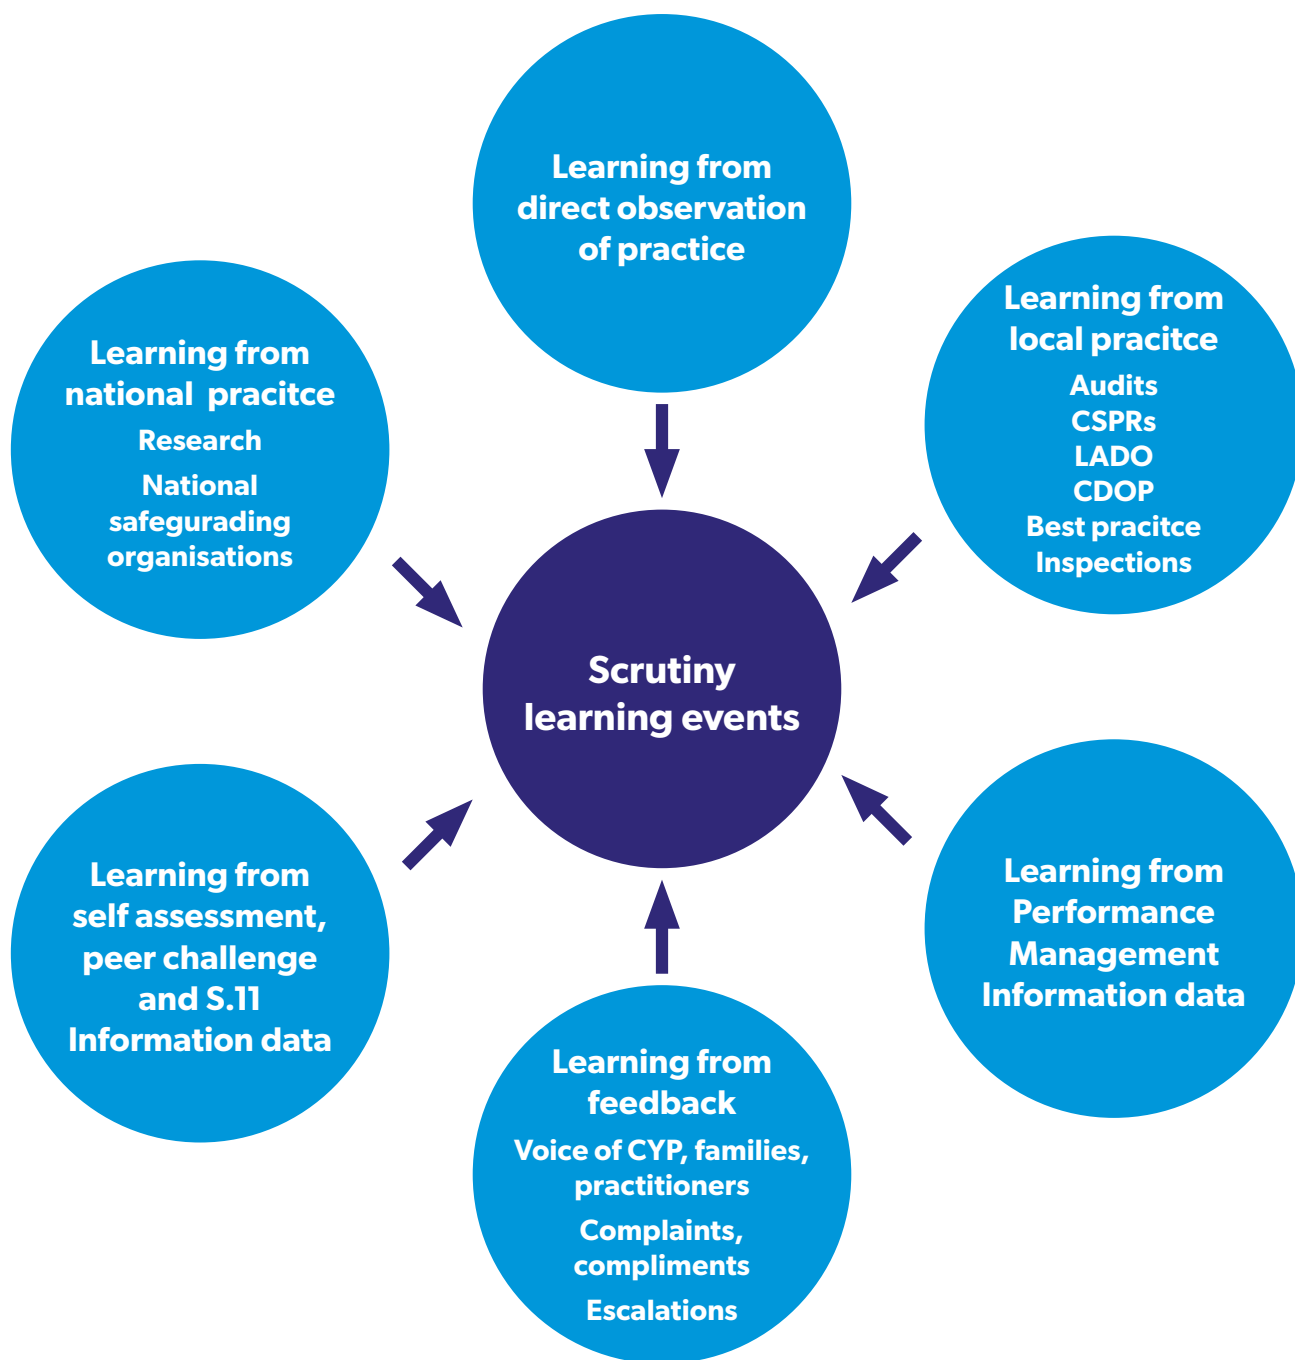 Learning from
direct observation
of practice
Learning from
local pracitce
Audits
CSPRs
LADO
CDOP
Best pracitce
Inspections
Learning from
national pracitce
Research
National
safegurading
organisations
Scrutiny
learning events
Learning from
self assessment,
peer challenge
and S.11
Information data
Learning from
Performance
Management
Information data
Learning from
feedback
Voice of CYP, families,
practitioners
Complaints,
compliments
Escalations